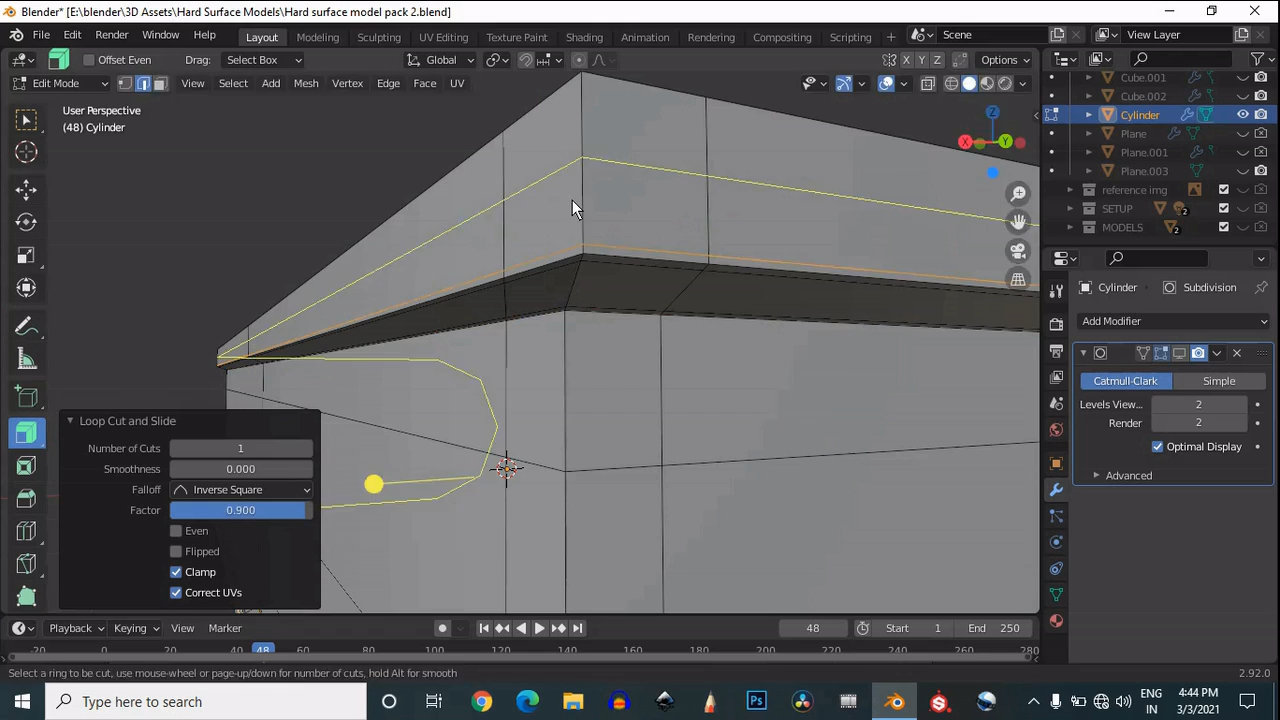 Blender* [E:\blender\3D Assets\Hard Surface Models\Hard surface model pack 2.blend]
File Edit Render Window Help Layout Modeling Sculpting UV Editing Texture Paint Shading Animation Rendering Compositing Scripting Scene View Layer
Offset Even Drag: Select Box Global X Y Z Options
Edit Mode View Select Add Mesh Vertex Edge Face UV
User Perspective
(48) Cylinder
Z
X Y
Cube.001
Cube.002
Cylinder
Plane
Plane.001
Plane.003
reference img
SETUP 2
MODELS 2
Cylinder Subdivision
Add Modifier
Catmull-Clark Simple
Levels View... 2
Render 2
Optimal Display
Advanced
Loop Cut and Slide
Number of Cuts 1
Smoothness 0.000
Falloff Inverse Square
Factor 0.900
Even
Flipped
Clamp
Correct UVs
Playback Keying View Marker 48 Start 1 End 250
-20 0 20 48 60 80 100 120 140 160 180 200 220 240 260 280
Select a ring to be cut, use mouse-wheel or page-up/down for number of cuts, hold Alt for smooth 2.92.0
Type here to search
ENG
IN
4:44 PM
3/3/2021